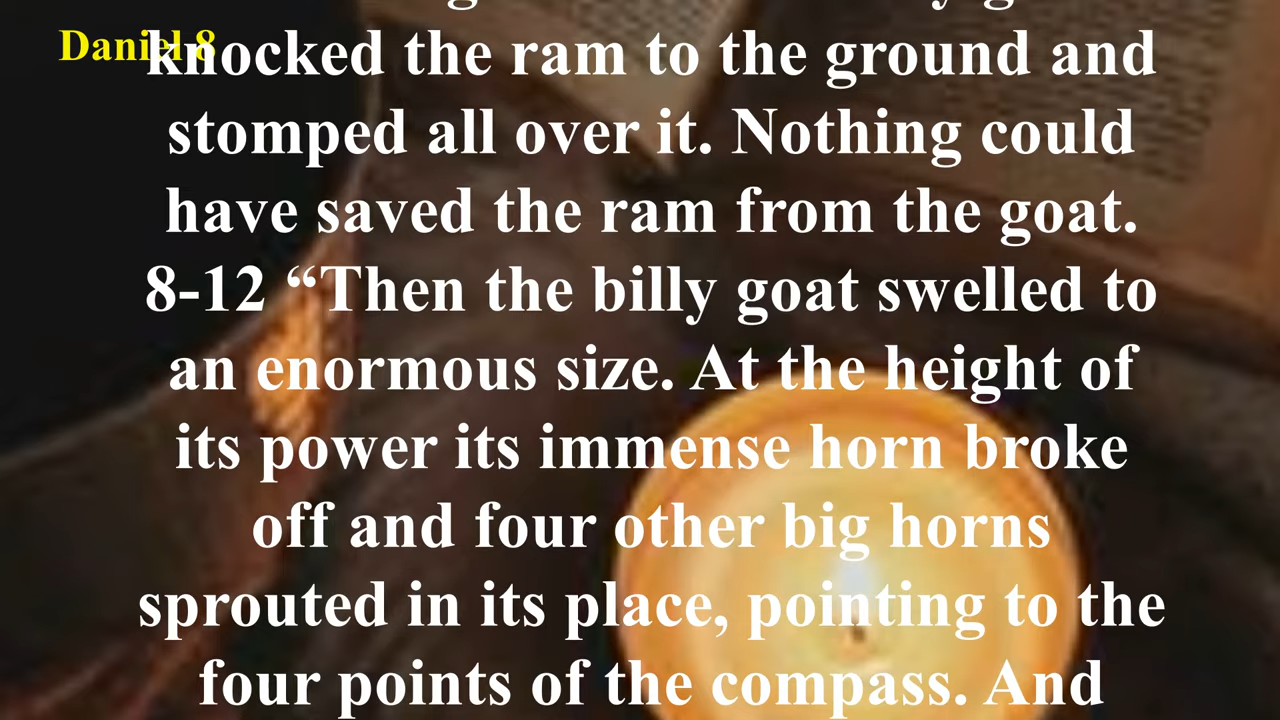 Daniel 8
knocked the ram to the ground and
stomped all over it. Nothing could
have saved the ram from the goat.
8-12 “Then the billy goat swelled to
an enormous size. At the height of
its power its immense horn broke
off and four other big horns
sprouted in its place, pointing to the
four points of the compass. And